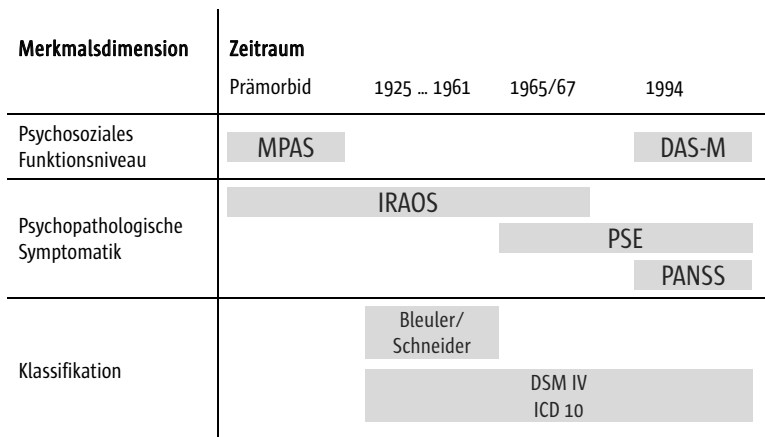 Merkmalsdimension Zeitraum
Prämorbid 1925 ... 1961 1965/67 1994
Psychosoziales
Funktionsniveau
MPAS DAS-M
Psychopathologische
Symptomatik
IRAOS
PSE
PANSS
Klassifikation
Bleuler/
Schneider
DSM IV
ICD 10